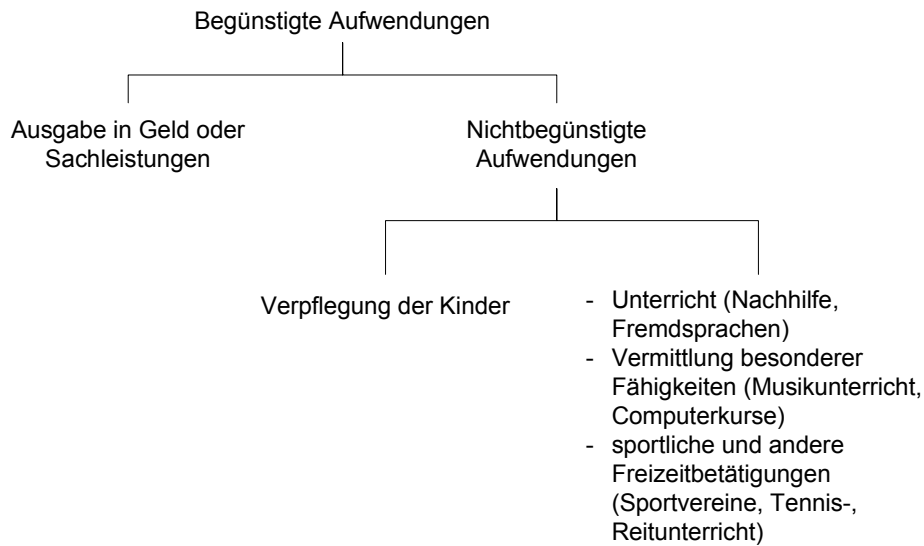 Begünstigte Aufwendungen
Ausgabe in Geld oder
Sachleistungen
Nichtbegünstigte
Aufwendungen
Verpflegung der Kinder
- Unterricht (Nachhilfe,
Fremdsprachen)
- Vermittlung besonderer
Fähigkeiten (Musikunterricht,
Computerkurse)
- sportliche und andere
Freizeitbetätigungen
(Sportvereine, Tennis-,
Reitunterricht)